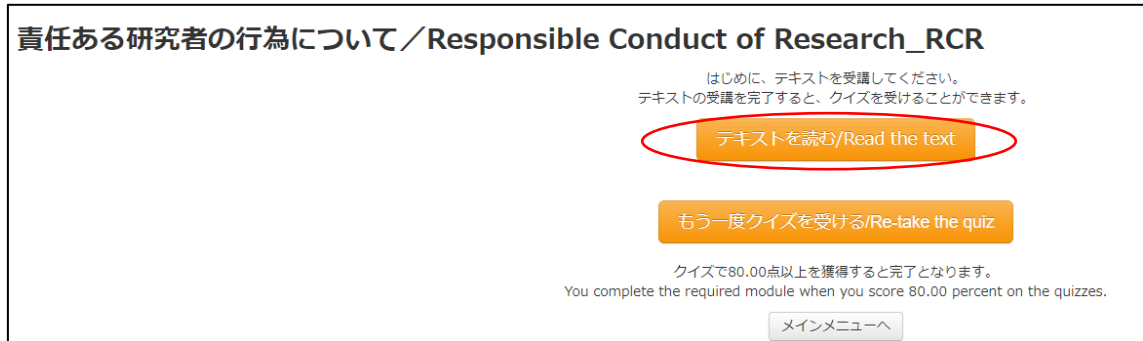 責任ある研究者の行為について／Responsible Conduct of Research_RCR
はじめに、テキストを受講してください。
テキストの受講を完了すると、クイズを受けることができます。
テキストを読む/Read the text
もう一度クイズを受ける/Re-take the quiz
クイズで80.00点以上を獲得すると完了となります。
You complete the required module when you score 80.00 percent on the quizzes.
メインメニューへ